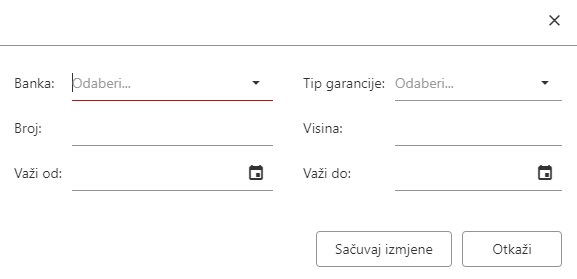 Banka: Odaberi... Tip garancije: Odaberi...
Broj: Visina:
Važi od: Važi do:
Sačuvaj izmjene Otkaži